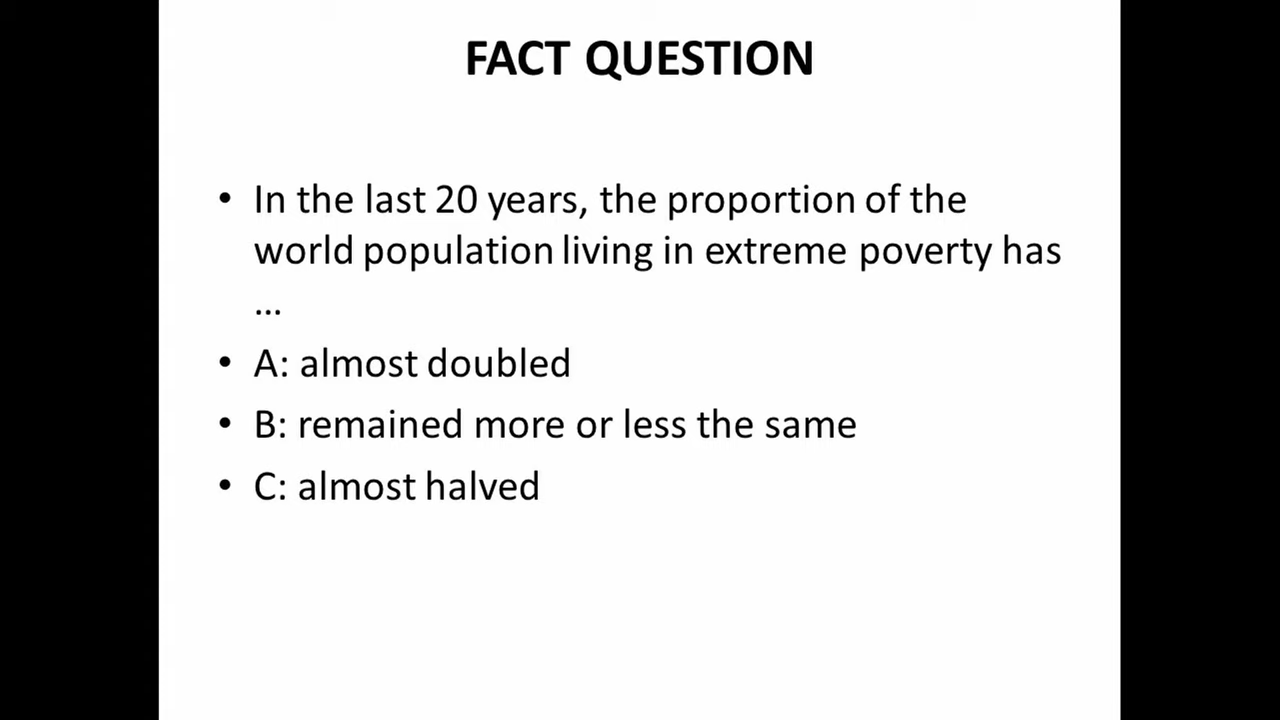 FACT QUESTION
• In the last 20 years, the proportion of the
world population living in extreme poverty has
...
• A: almost doubled
• B: remained more or less the same
• C: almost halved